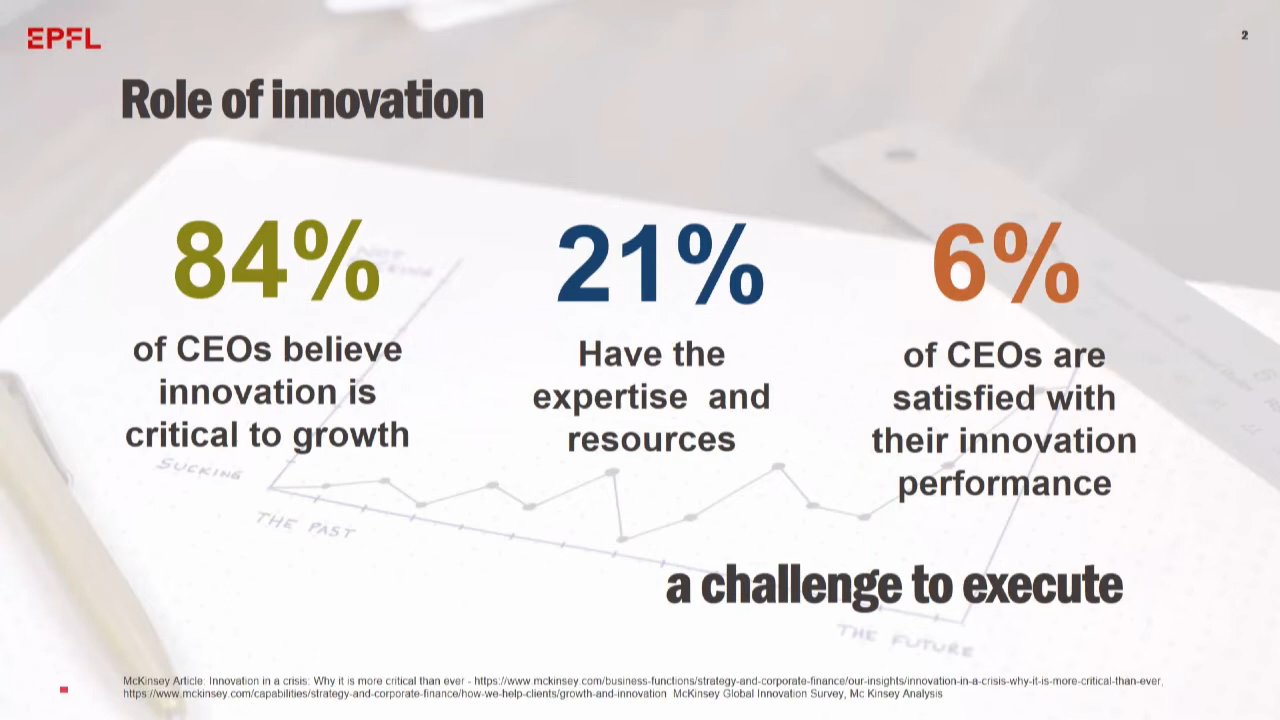 EPFL
2
Role of innovation
84%
of CEOs believe
innovation is
critical to growth
21%
Have the
expertise and
resources
6%
of CEOs are
satisfied with
their innovation
performance
SUCKING
THE PAST
a challenge to execute
THE FUTURE
McKinsey Article: Innovation in a crisis: Why it is more critical than ever - https://www.mckinsey.com/business-functions/strategy-and-corporate-finance/our-insights/innovation-in-a-crisis-why-it-is-more-critical-than-ever,
https://www.mckinsey.com/capabilities/strategy-and-corporate-finance/how-we-help-clients/growth-and-innovation McKinsey Global Innovation Survey, Mc Kinsey Analysis